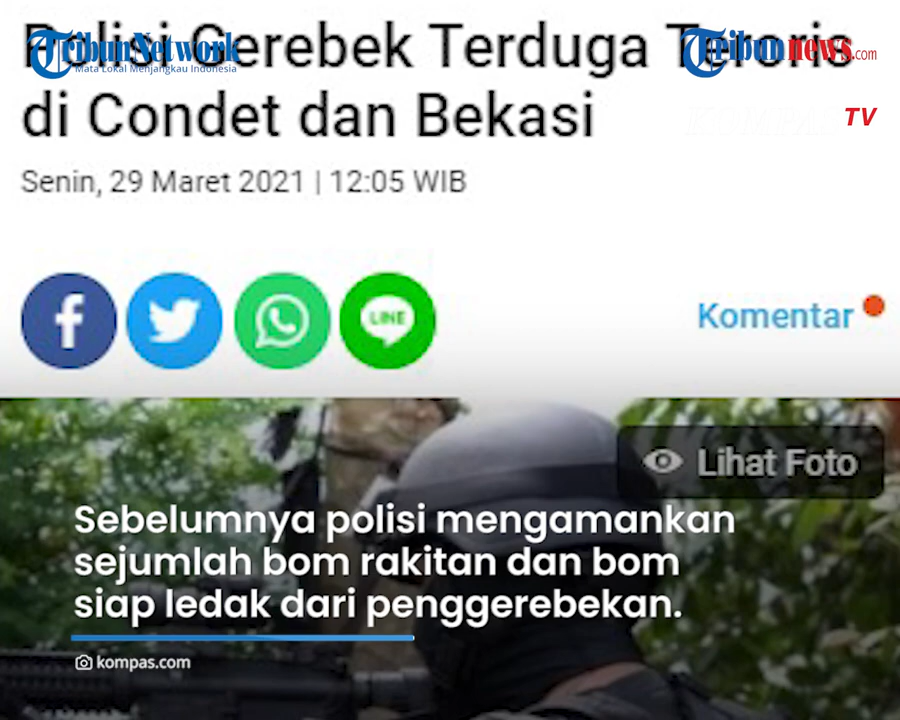 Polisi Gerebek Terduga Teroris
di Condet dan Bekasi
TribunNetwork
Mata Lokal Menjangkau Indonesia
Tribunnews.com
KOMPAS TV
Senin, 29 Maret 2021 | 12:05 WIB
LINE
Komentar
Lihat Foto
Sebelumnya polisi mengamankan
sejumlah bom rakitan dan bom
siap ledak dari penggerebekan.
kompas.com